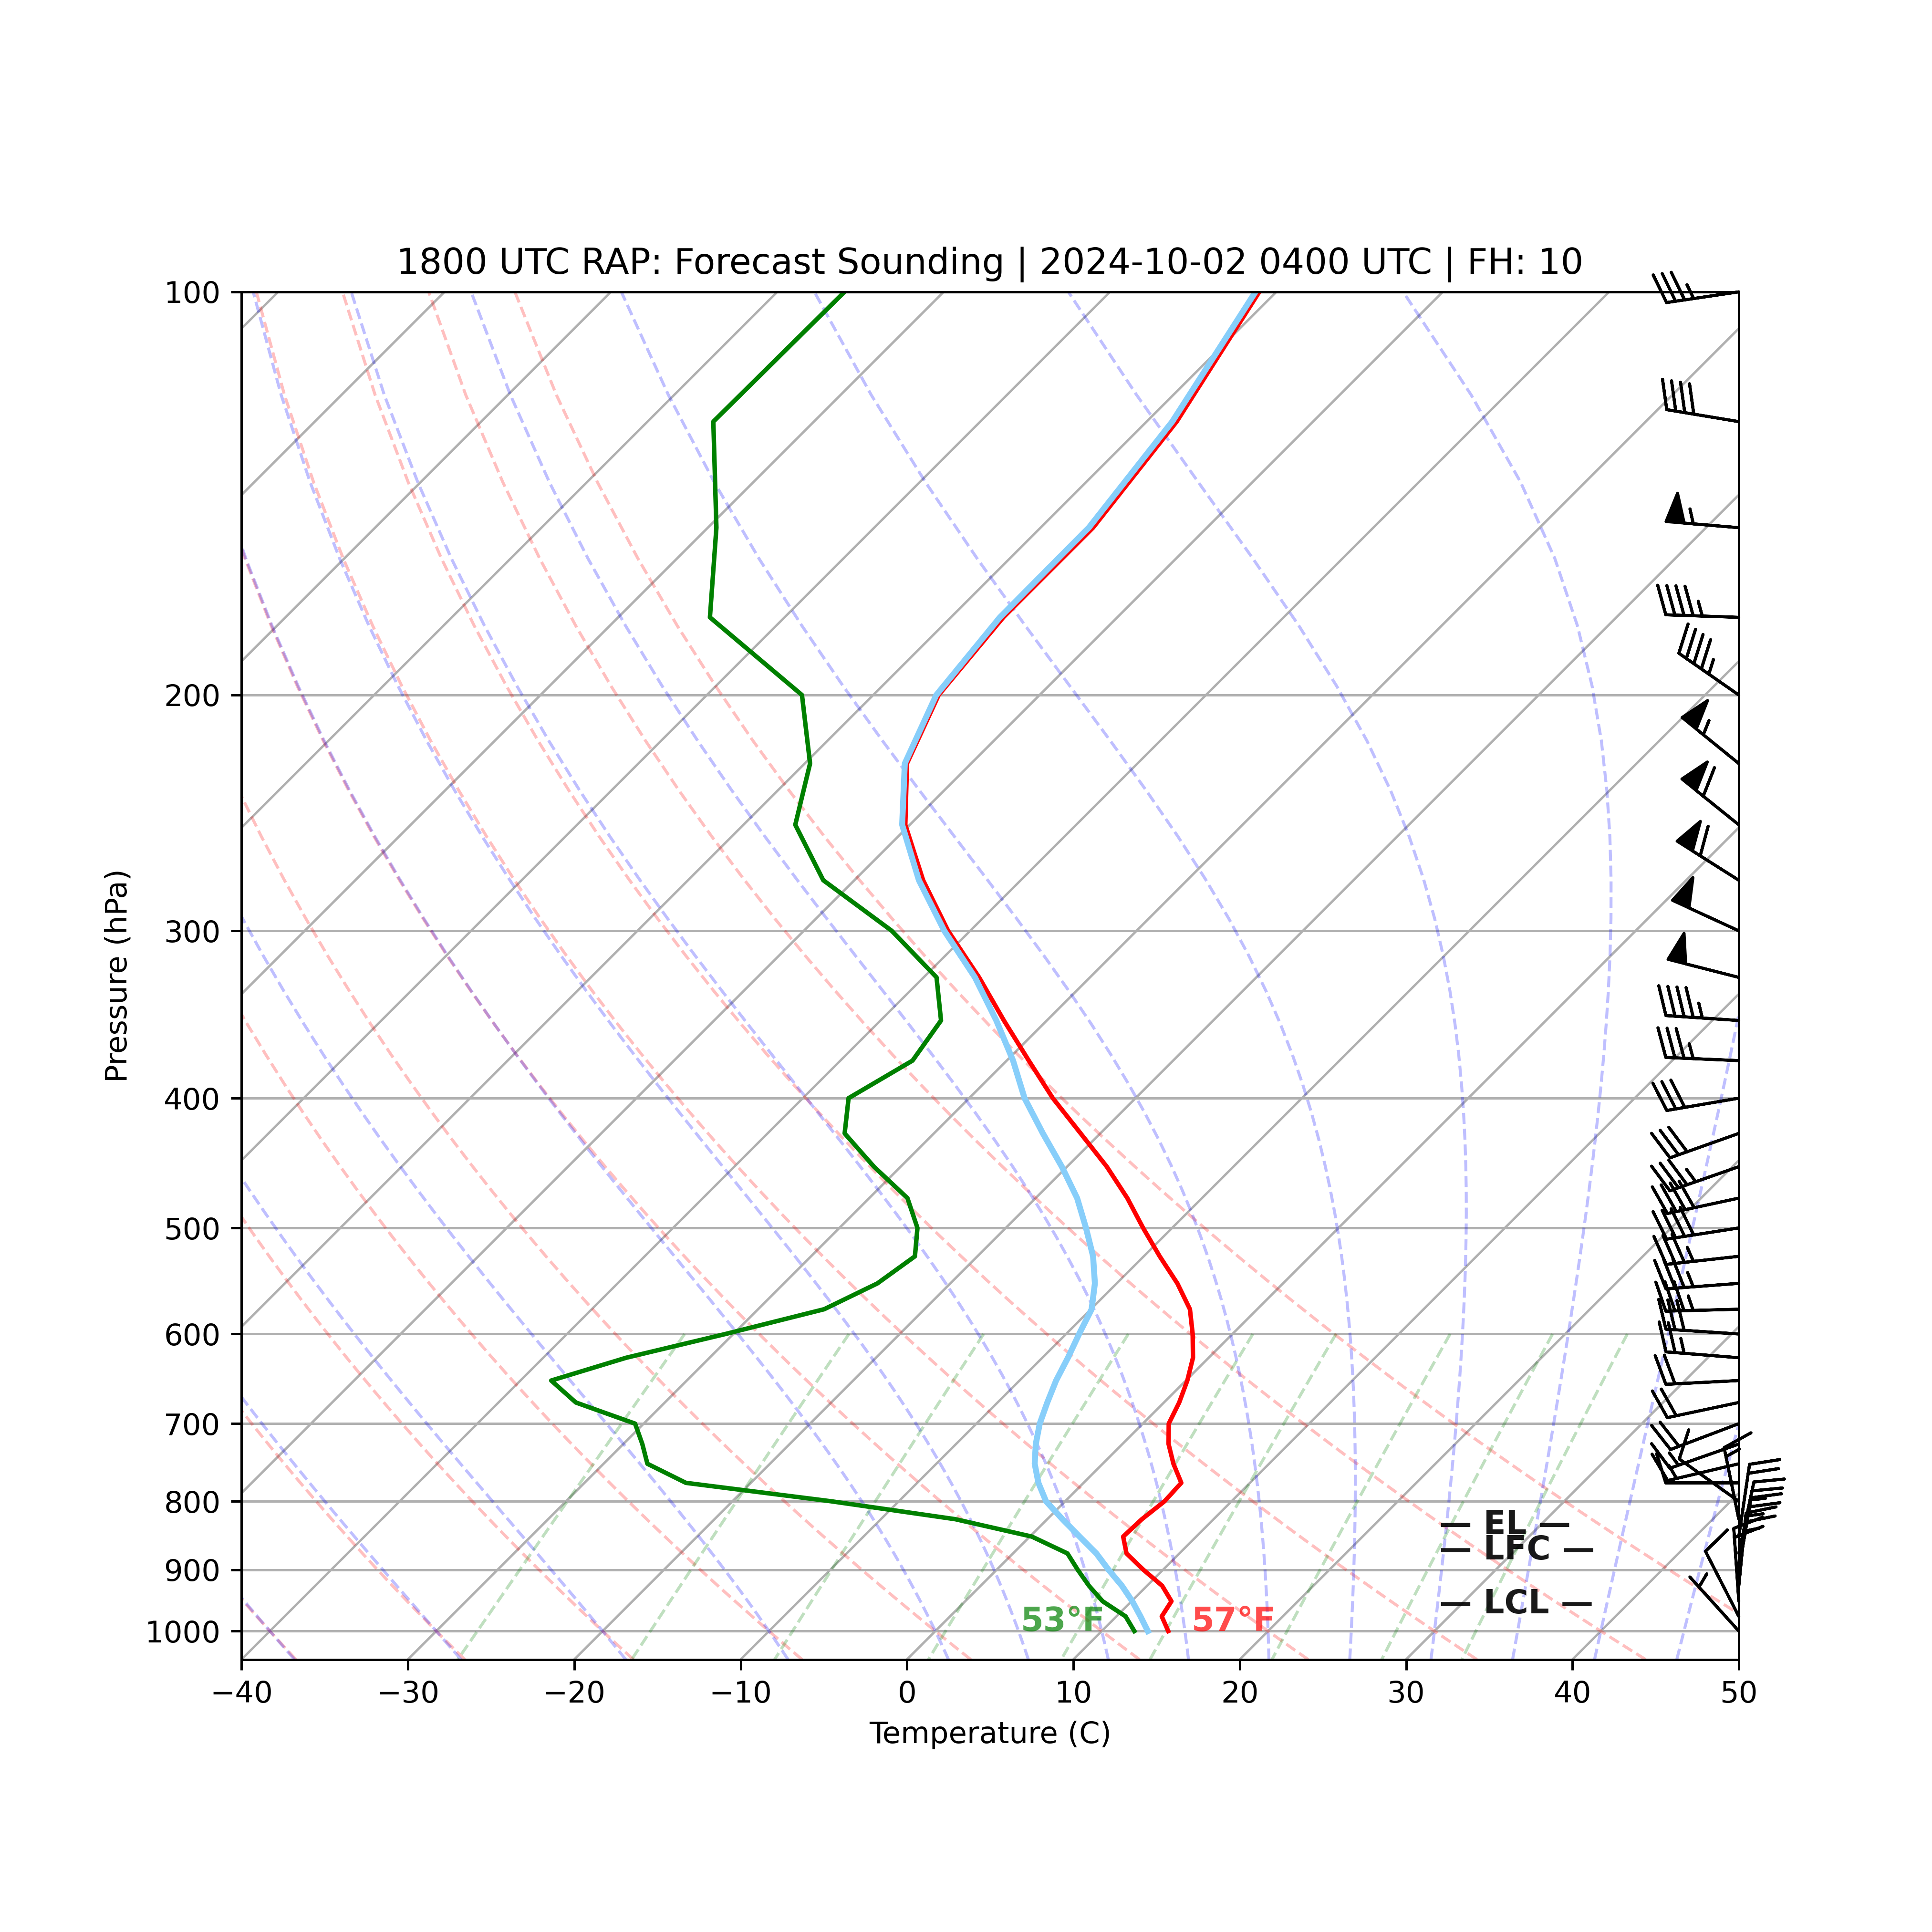 1800 UTC RAP: Forecast Sounding | 2024-10-02 0400 UTC | FH: 10
100
200
300
400
500
600
700
800
900
1000
Pressure (hPa)
— EL —
— LFC —
— LCL —
53°F 57°F
−40 −30 −20 −10 0 10 20 30 40 50
Temperature (C)